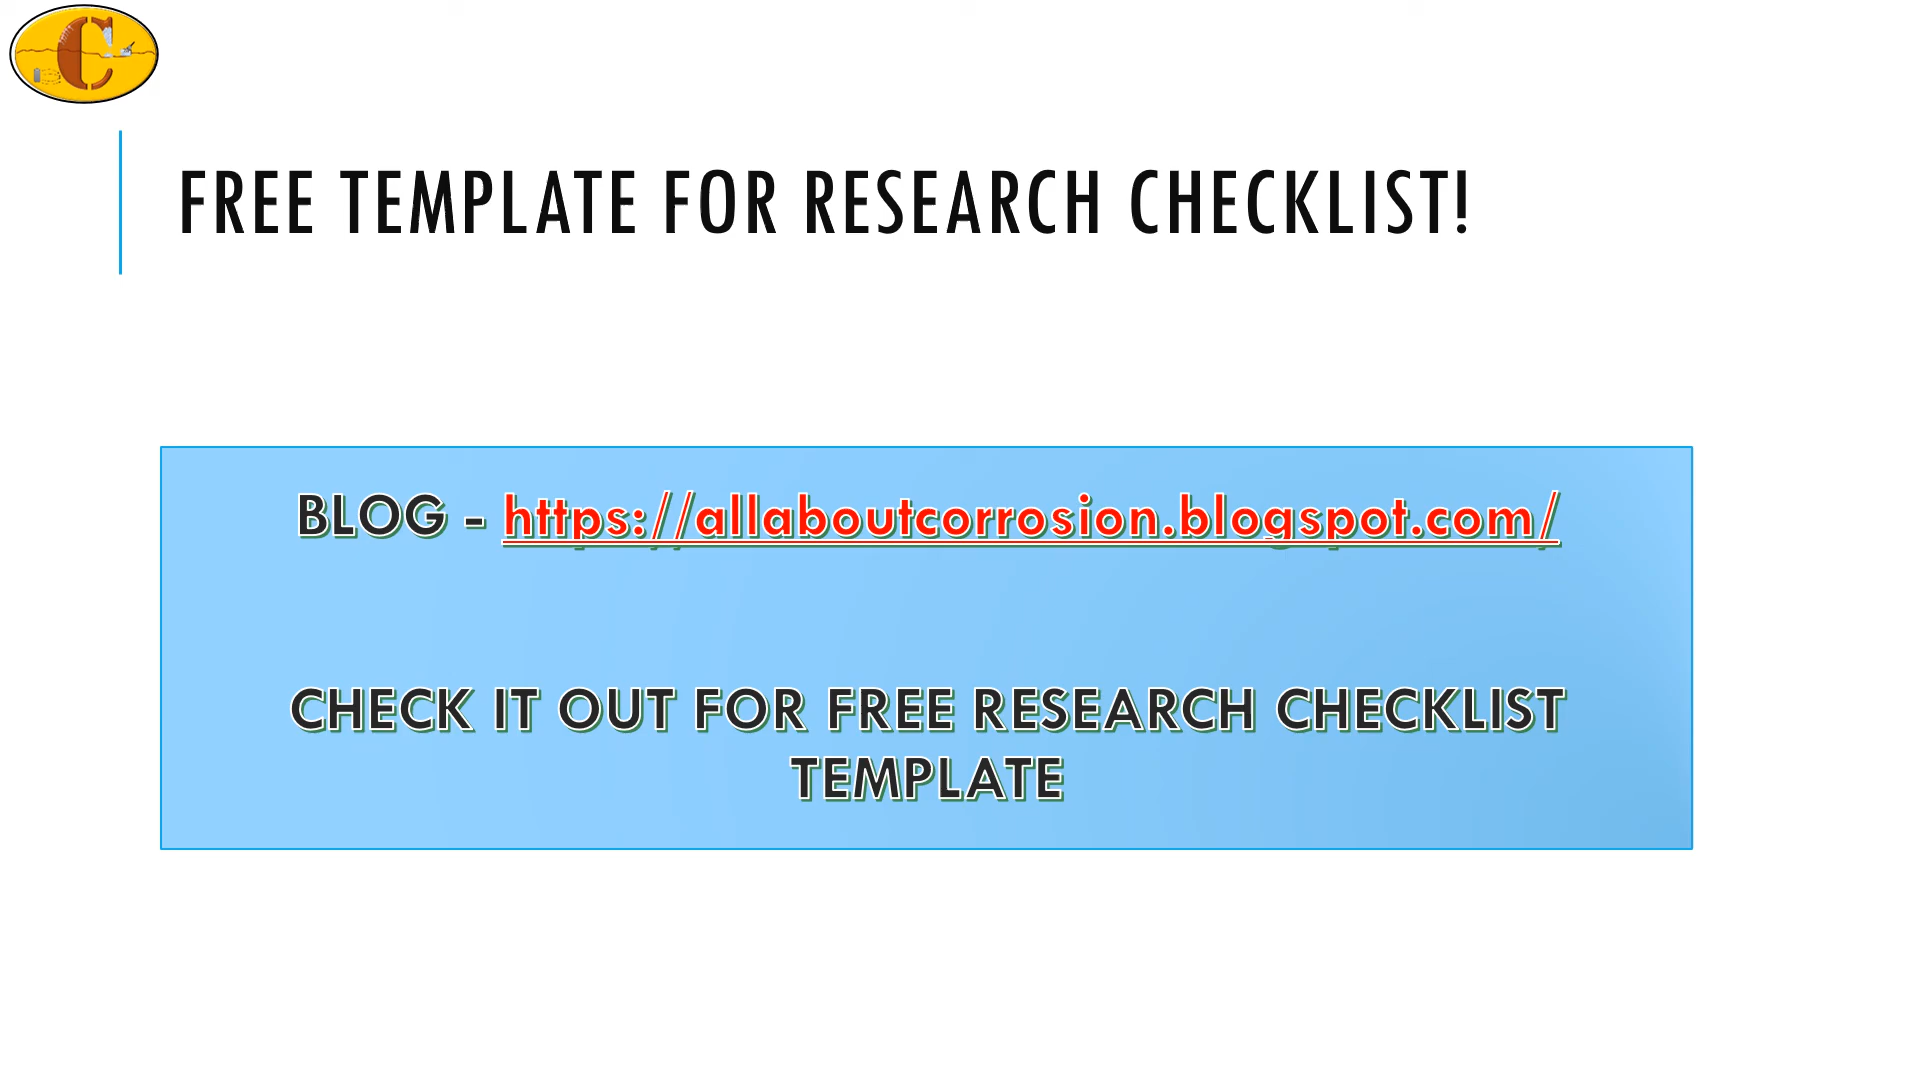 FREE TEMPLATE FOR RESEARCH CHECKLIST!
BLOG - https://allaboutcorrosion.blogspot.com/
CHECK IT OUT FOR FREE RESEARCH CHECKLIST
TEMPLATE